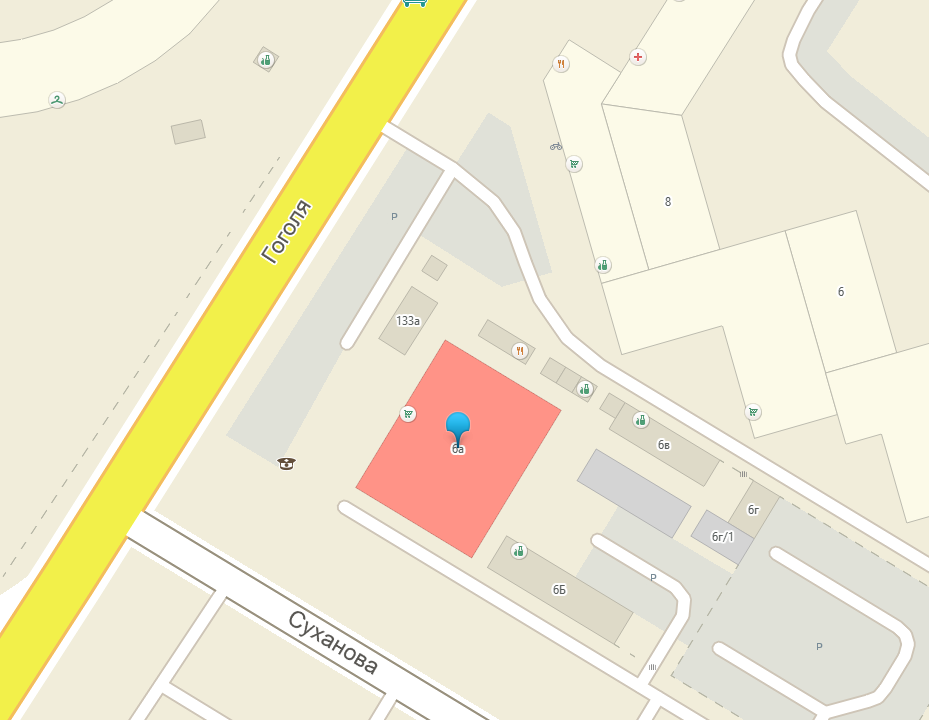 8
Р
Гоголя
6
133а
6а
6в
6г
6г/1
Р
6Б
Суханова
Р